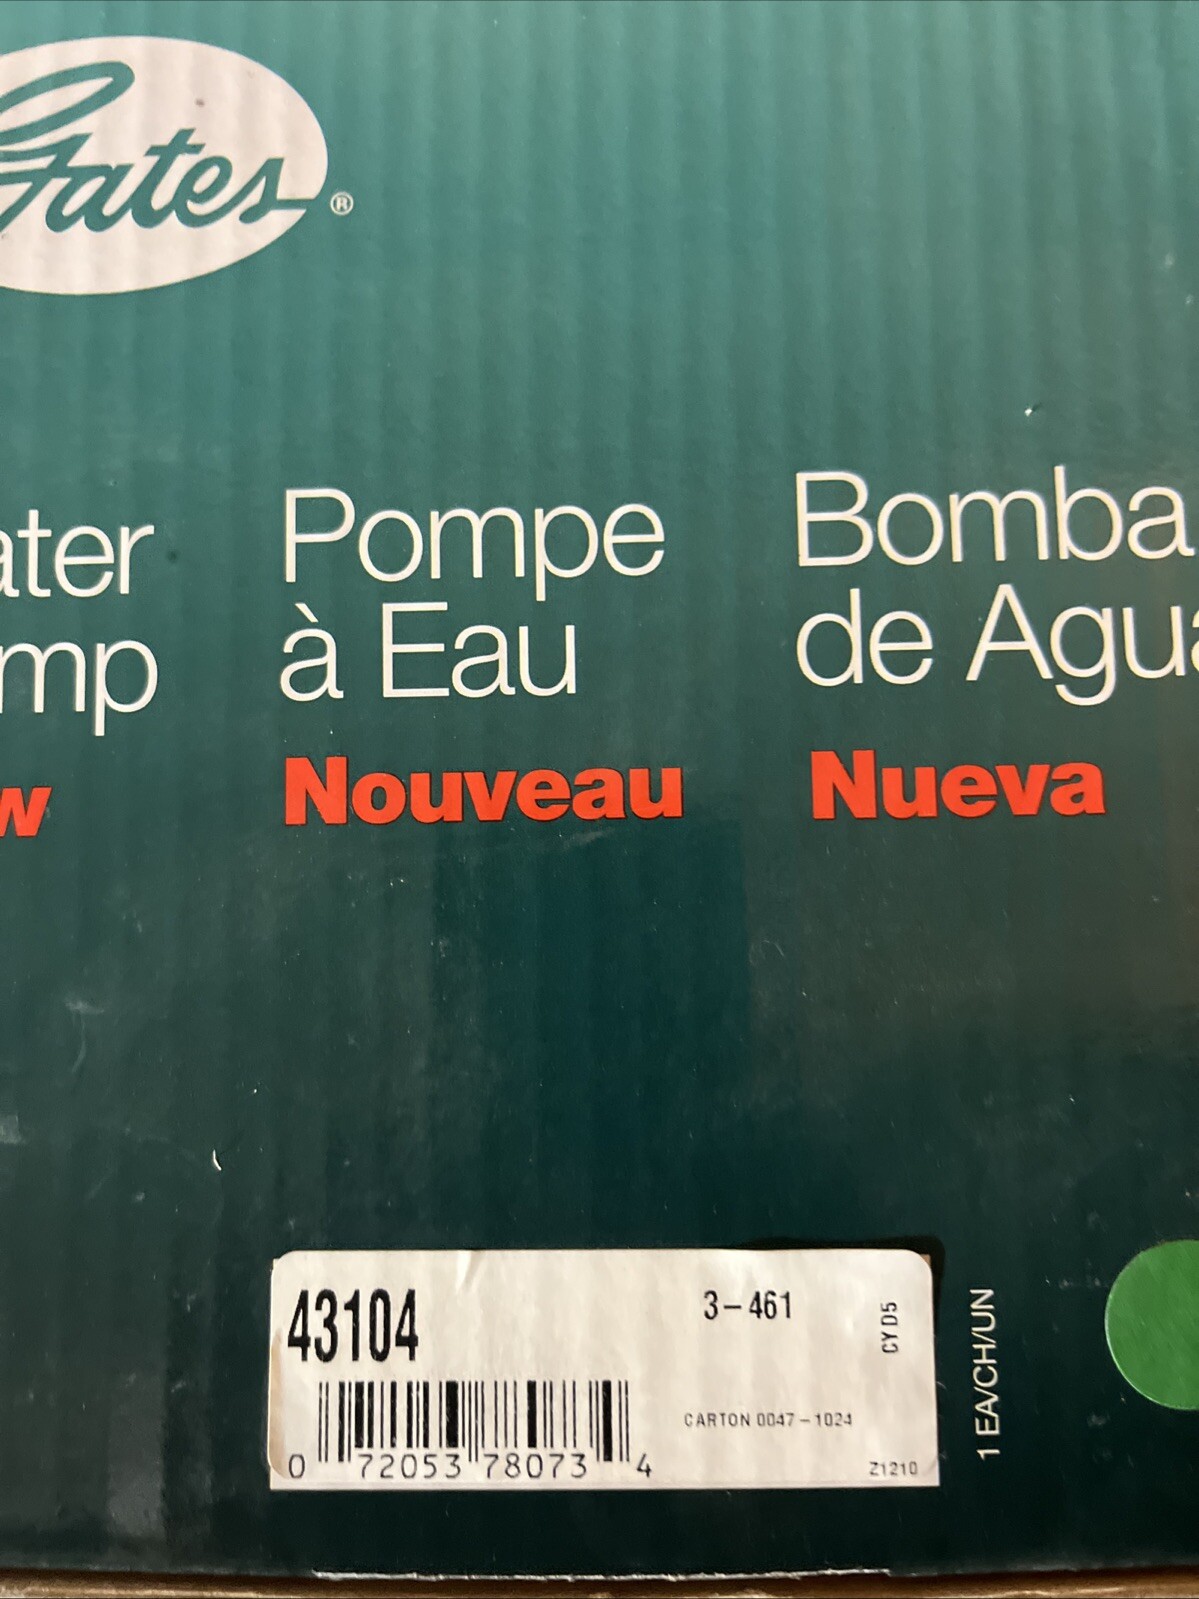 Gates®
ater
mp
w
Pompe
à Eau
Nouveau
Bomba
de Agua
Nueva
43104
3-461
CY D5
CARTON 0047-1024
0 72053 78073 4
Z1210
1 EA/CH/UN